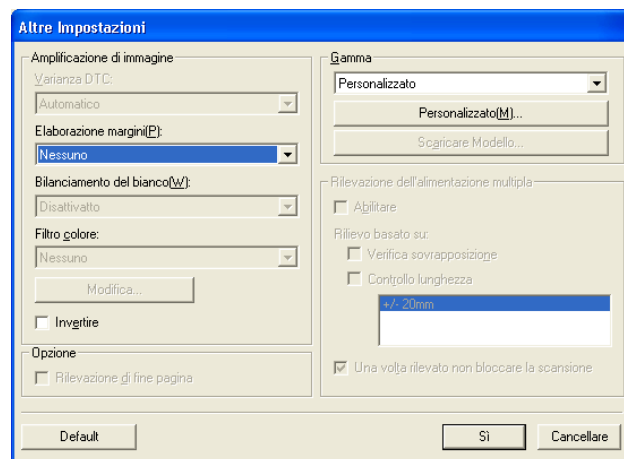 Altre Impostazioni
Amplificazione di immagine
Varianza DTC:
Automatico
Elaborazione margini(P):
Nessuno
Bilanciamento del bianco(W):
Disattivatto
Filtro colore:
Nessuno
Modifica...
Invertire
Opzione
Rilevazione di fine pagina
Gamma
Personalizzato
Personalizzato(M)...
Scaricare Modello...
Rilevazione dell'alimentazione multipla
Abilitare
Rilievo basato su:
Verifica sovrapposizione
Controllo lunghezza
+/- 20mm
Una volta rilevato non bloccare la scansione
Default
Sì
Cancellare